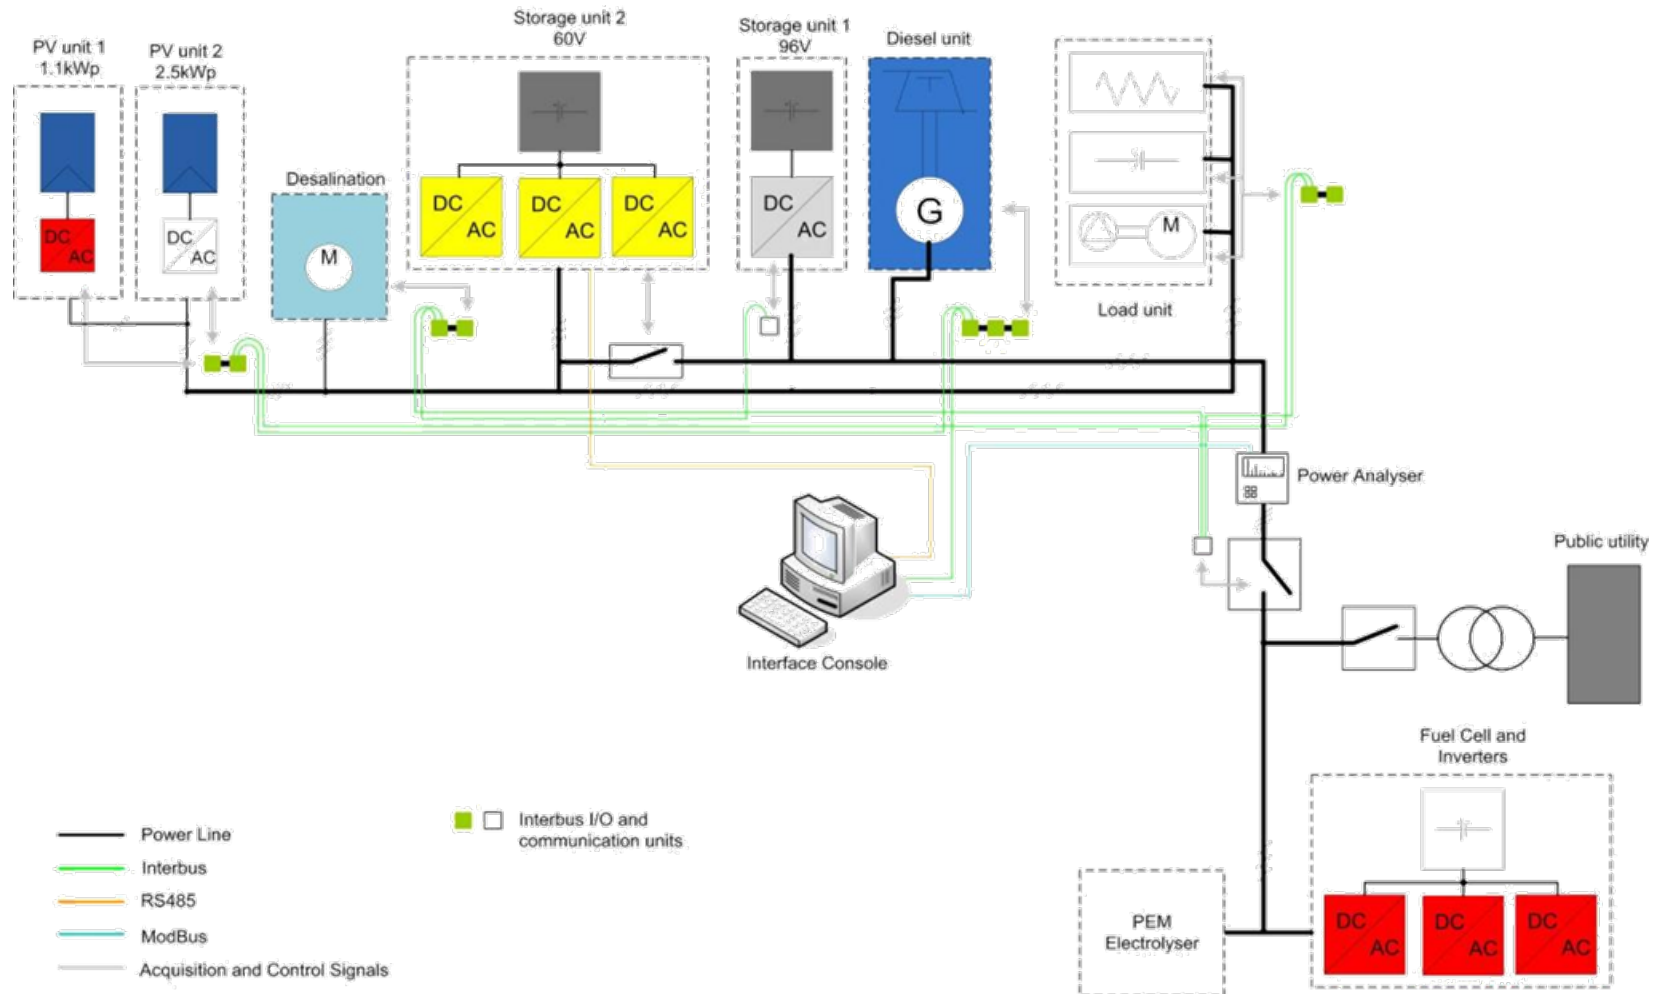 PV unit 1
1.1kWp
PV unit 2
2.5kWp
Storage unit 2
60V
Storage unit 1
96V
Diesel unit
Desalination
DC
AC
DC
AC
M
DC
AC
DC
AC
DC
AC
DC
AC
G
M
Load unit
Power Analyser
Interface Console
Public utility
Fuel Cell and
Inverters
PEM
Electrolyser
DC
AC
DC
AC
DC
AC
Power Line
Interbus
RS485
ModBus
Acquisition and Control Signals
Interbus I/O and
communication units